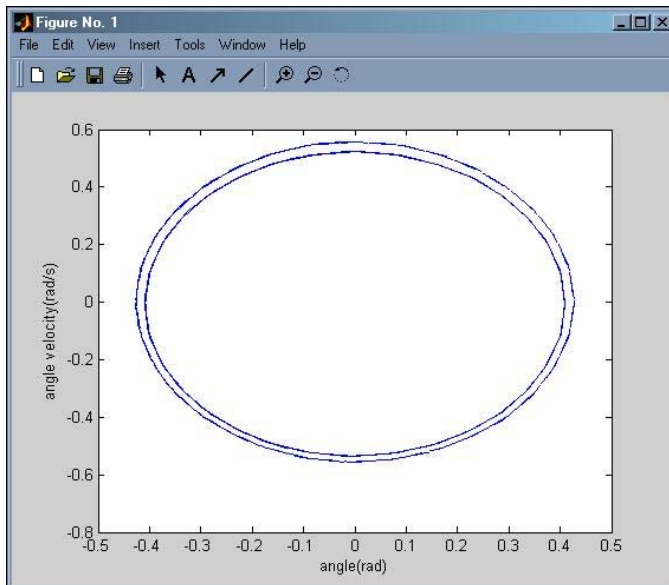 Figure No. 1
File Edit View Insert Tools Window Help
A
0.6
0.4
0.2
0
-0.2
-0.4
-0.6
-0.8
angle velocity(rad/s)
-0.5 -0.4 -0.3 -0.2 -0.1 0 0.1 0.2 0.3 0.4 0.5
angle(rad)